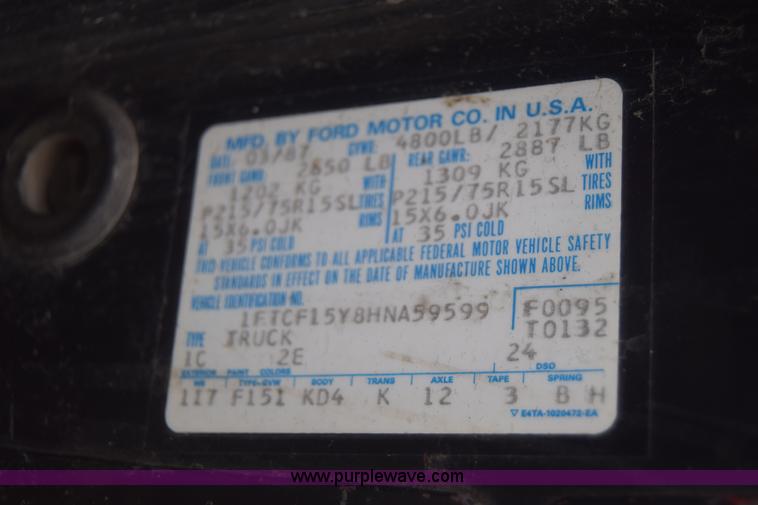 MFD. BY FORD MOTOR CO. IN U.S.A.
DATE: 03/87 GVWR: 4800LB/ 2177KG
FRONT GAWR: 2650 LB REAR GAWR: 2887 LB
1202 KG WITH 1309 KG WITH
P215/75R15SL TIRES P215/75R15SL TIRES
15X6.0JK RIMS 15X6.0JK RIMS
AT 35 PSI COLD AT 35 PSI COLD
THIS VEHICLE CONFORMS TO ALL APPLICABLE FEDERAL MOTOR VEHICLE SAFETY
STANDARDS IN EFFECT ON THE DATE OF MANUFACTURE SHOWN ABOVE.
VEHICLE IDENTIFICATION NO.
1FTCF15Y8HNA59599 F0095
TYPE TRUCK T0132
1C 2E 24
EXTERIOR PAINT COLORS DSO
WB TYPE-GVW BODY TRANS AXLE TAPE SPRING
117 F151 KD4 K 12 3 B H
▽ E4TA-1020472-EA
www.purplewave.com